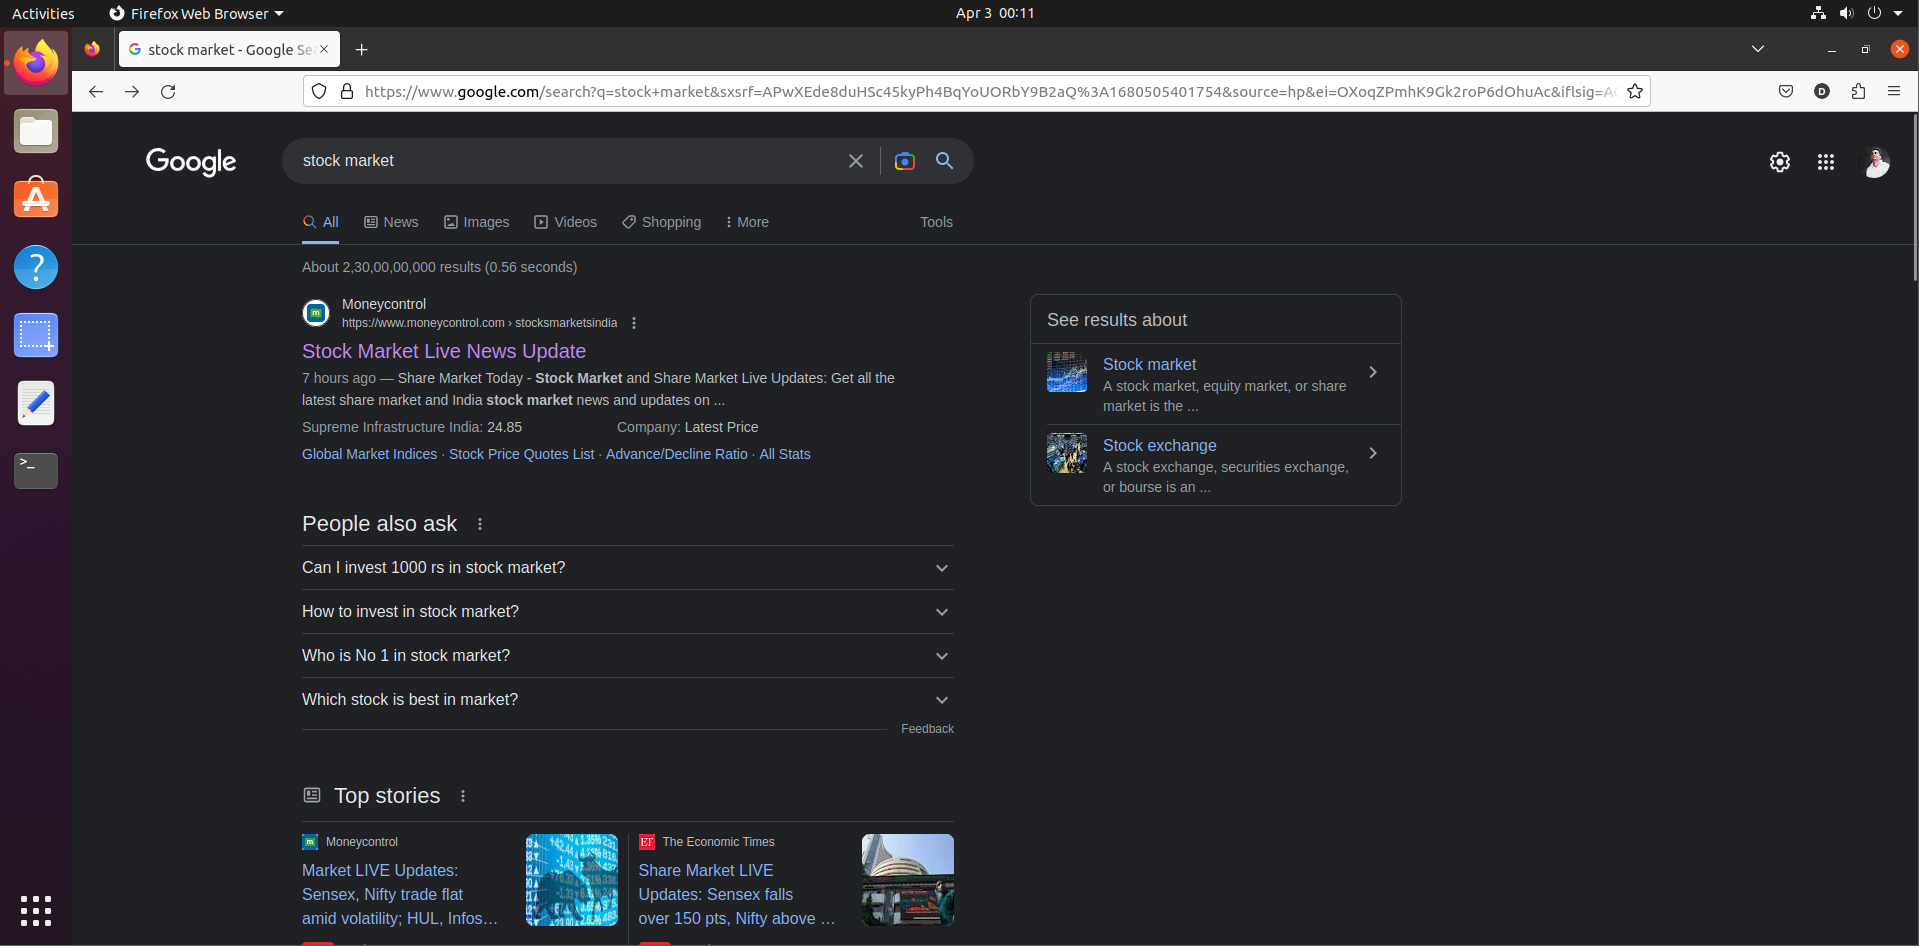 Activities
Firefox Web Browser
Apr 3 00:11
stock market - Google Se
https://www.google.com/search?q=stock+market&sxsrf=APwXEde8duHSc45kyPh4BqYoUORbY9B2aQ%3A1680505401754&source=hp&ei=OXoqZPmhK9Gk2roP6dOhuAc&iflsig=A
D
Google
stock market
All
News
Images
Videos
Shopping
More
Tools
About 2,30,00,00,000 results (0.56 seconds)
Moneycontrol
https://www.moneycontrol.com › stocksmarketsindia
Stock Market Live News Update
7 hours ago — Share Market Today - Stock Market and Share Market Live Updates: Get all the
latest share market and India stock market news and updates on ...
Supreme Infrastructure India: 24.85
Company: Latest Price
Global Market Indices · Stock Price Quotes List · Advance/Decline Ratio · All Stats
See results about
Stock market
A stock market, equity market, or share
market is the ...
Stock exchange
A stock exchange, securities exchange,
or bourse is an ...
People also ask
Can I invest 1000 rs in stock market?
How to invest in stock market?
Who is No 1 in stock market?
Which stock is best in market?
Feedback
Top stories
Moneycontrol
Market LIVE Updates:
Sensex, Nifty trade flat
amid volatility; HUL, Infos...
ET The Economic Times
Share Market LIVE
Updates: Sensex falls
over 150 pts, Nifty above ...